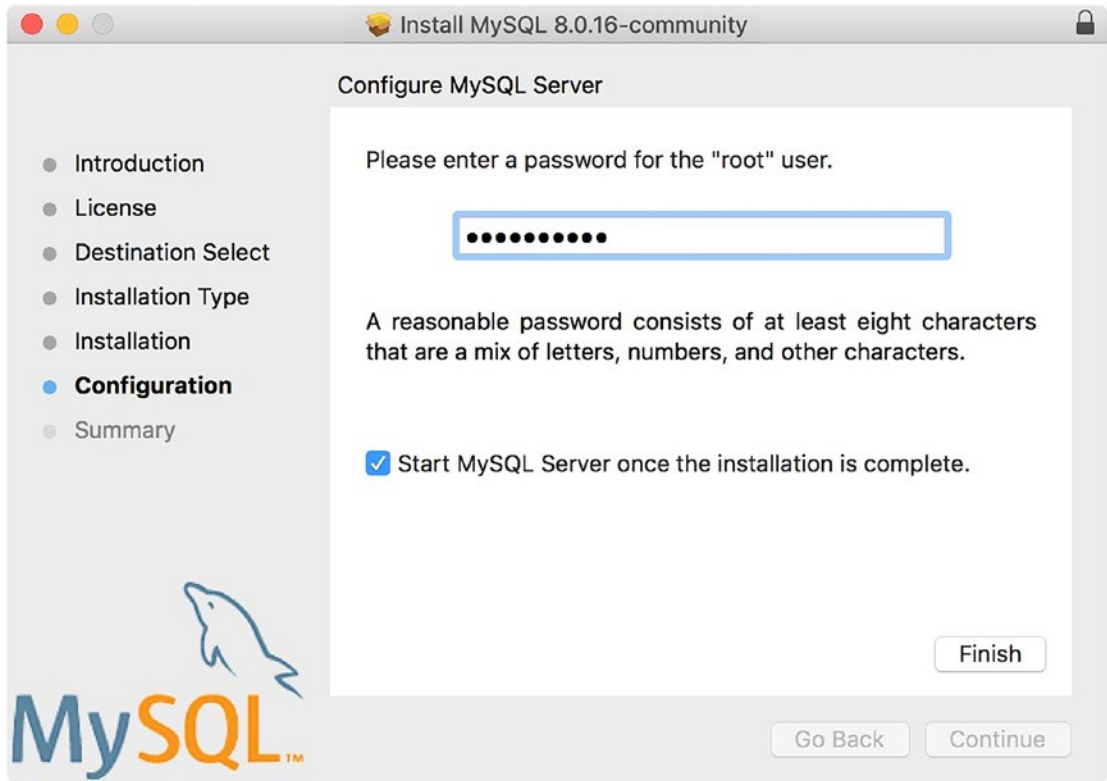 Install MySQL 8.0.16-community
Configure MySQL Server
Introduction
License
Destination Select
Installation Type
Installation
Configuration
Summary
Please enter a password for the "root" user.
••••••••••
A reasonable password consists of at least eight characters
that are a mix of letters, numbers, and other characters.
Start MySQL Server once the installation is complete.
Finish
MySQL™
Go Back
Continue